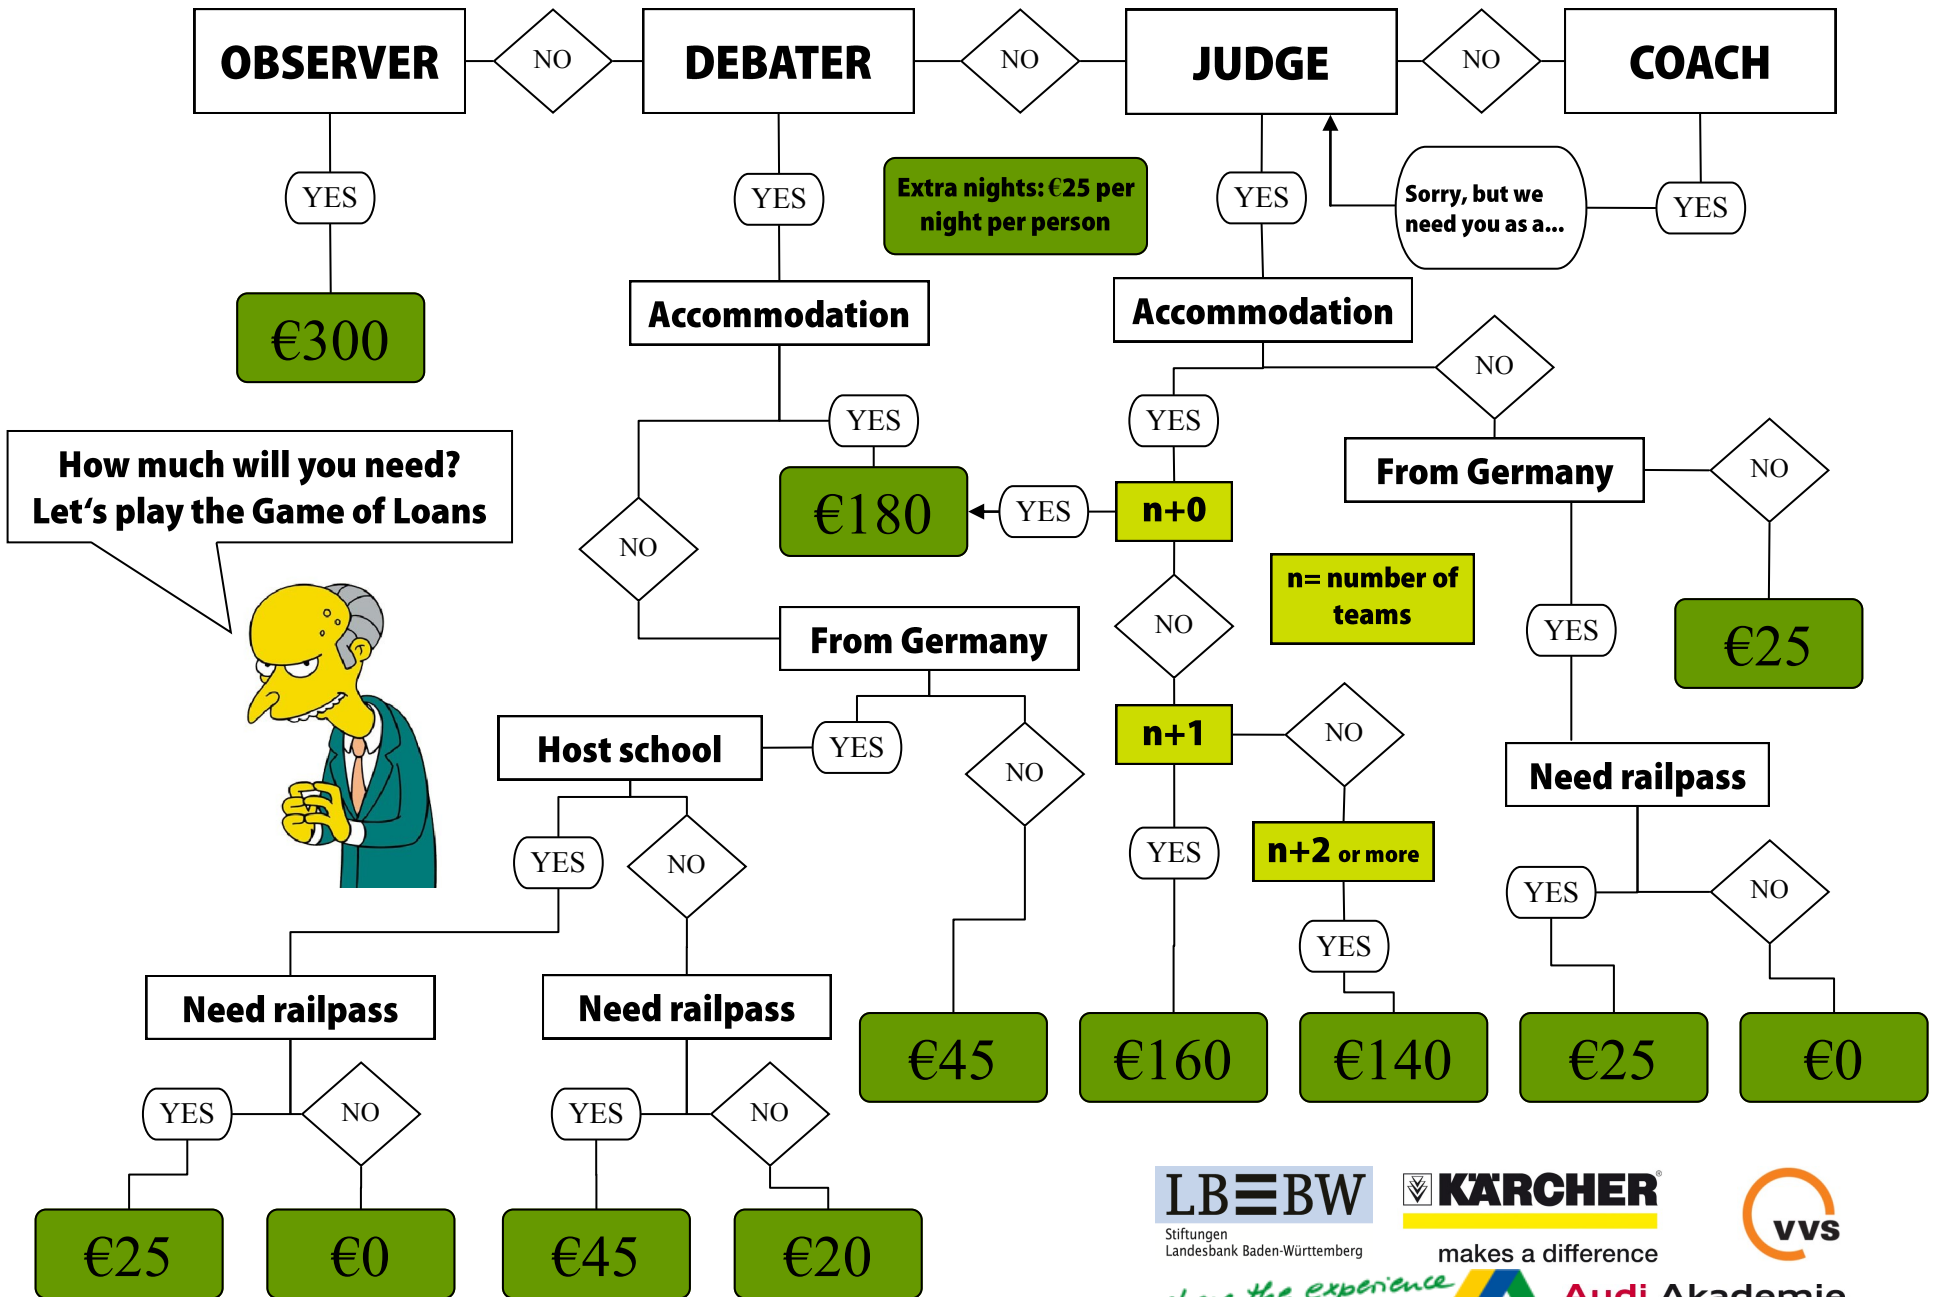 OBSERVER
NO
DEBATER
NO
JUDGE
NO
COACH
YES
YES
Extra nights: €25 per
night per person
YES
Sorry, but we
need you as a...
YES
€300
Accommodation
Accommodation
NO
YES
YES
How much will you need?
Let‘s play the Game of Loans
From Germany
NO
€180
YES
n+0
NO
n= number of
teams
NO
YES
€25
From Germany
Host school
YES
NO
n+1
NO
Need railpass
YES
NO
YES
n+2 or more
YES
NO
YES
Need railpass
Need railpass
€45
€160
€140
€25
€0
YES
NO
YES
NO
€25
€0
€45
€20
LBBW
Stiftungen
Landesbank Baden-Württemberg
KÄRCHER®
makes a difference
vvs
the experience
Audi Akademie